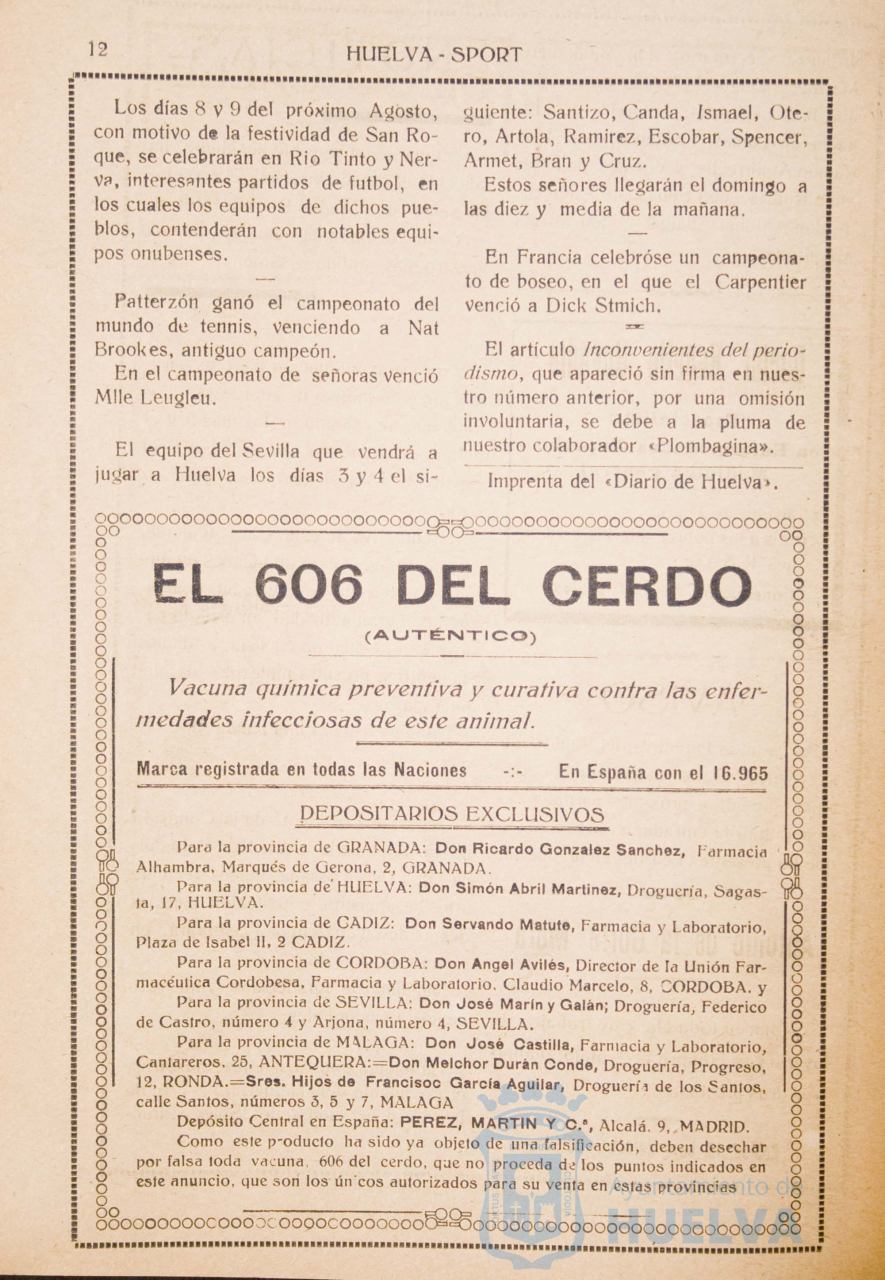 12
HUELVA - SPORT
Los días 8 y 9 del próximo Agosto,
con motivo de la festividad de San Ro-
que, se celebrarán en Rio Tinto y Ner-
va, interesantes partidos de futbol, en
los cuales los equipos de dichos pue-
blos, contenderán con notables equi-
pos onubenses.
Patterzón ganó el campeonato del
mundo de tennis, venciendo a Nat
Brookes, antiguo campeón.
En el campeonato de señoras venció
Mlle Leugleu.
El equipo del Sevilla que vendrá a
jugar a Huelva los días 3 y 4 el si-
guiente: Santizo, Canda, Ismael, Ote-
ro, Artola, Ramirez, Escobar, Spencer,
Armet, Bran y Cruz.
Estos señores llegarán el domingo a
las diez y media de la mañana.
En Francia celebróse un campeona-
to de boseo, en el que el Carpentier
venció a Dick Stmich.
El artículo Inconvenientes del perio-
dismo, que apareció sin firma en nues-
tro número anterior, por una omisión
involuntaria, se debe a la pluma de
nuestro colaborador «Plombagina».
Imprenta del «Diario de Huelva».
EL 606 DEL CERDO
(AUTÉNTICO)
Vacuna química preventiva y curativa contra las enfer-
medades infecciosas de este animal.
Marca registrada en todas las Naciones -:- En España con el 16.965
DEPOSITARIOS EXCLUSIVOS
Para la provincia de GRANADA: Don Ricardo Gonzalez Sanchez, Farmacia
Alhambra, Marqués de Gerona, 2, GRANADA.
Para la provincia de HUELVA: Don Simón Abril Martinez, Droguería, Sagas-
ta, 17, HUELVA.
Para la provincia de CADIZ: Don Servando Matute, Farmacia y Laboratorio,
Plaza de Isabel II, 2 CADIZ.
Para la provincia de CORDOBA: Don Angel Avilés, Director de la Unión Far-
macéutica Cordobesa, Farmacia y Laboratorio. Claudio Marcelo, 8, CORDOBA. y
Para la provincia de SEVILLA: Don José Marín y Galán; Droguería, Federico
de Castro, número 4 y Arjona, número 4, SEVILLA.
Para la provincia de MALAGA: Don José Castilla, Farmacia y Laboratorio,
Cantareros, 25, ANTEQUERA:=Don Melchor Durán Conde, Droguería, Progreso,
12, RONDA.=Sres. Hijos de Francisoc García Aguilar, Droguería de los Santos,
calle Santos, números 3, 5 y 7, MALAGA
Depósito Central en España: PEREZ, MARTIN Y C.ª, Alcalá. 9, MADRID.
Como este producto ha sido ya objeto de una falsificación, deben desechar
por falsa toda vacuna, 606 del cerdo, que no proceda de los puntos indicados en
este anuncio, que son los únicos autorizados para su venta en estas provincias
Ayuntamiento de
HUELVA